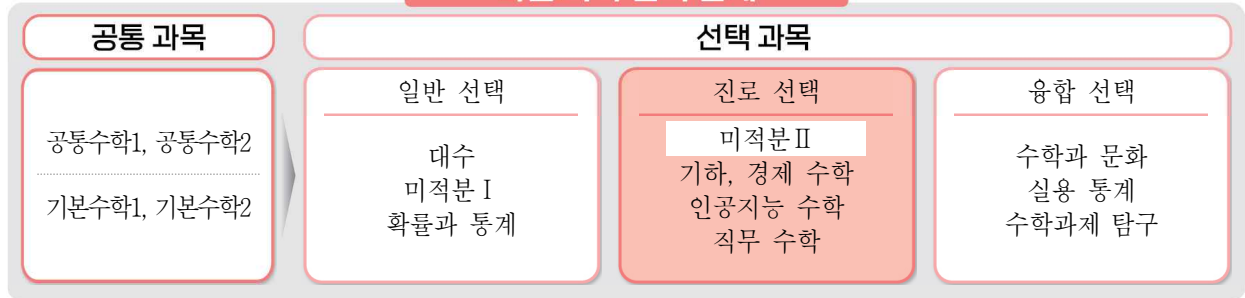 공통 과목
선택 과목
공통수학1, 공통수학2
기본수학1, 기본수학2
일반 선택
대수
미적분Ⅰ
확률과 통계
진로 선택
미적분Ⅱ
기하, 경제 수학
인공지능 수학
직무 수학
융합 선택
수학과 문화
실용 통계
수학과제 탐구